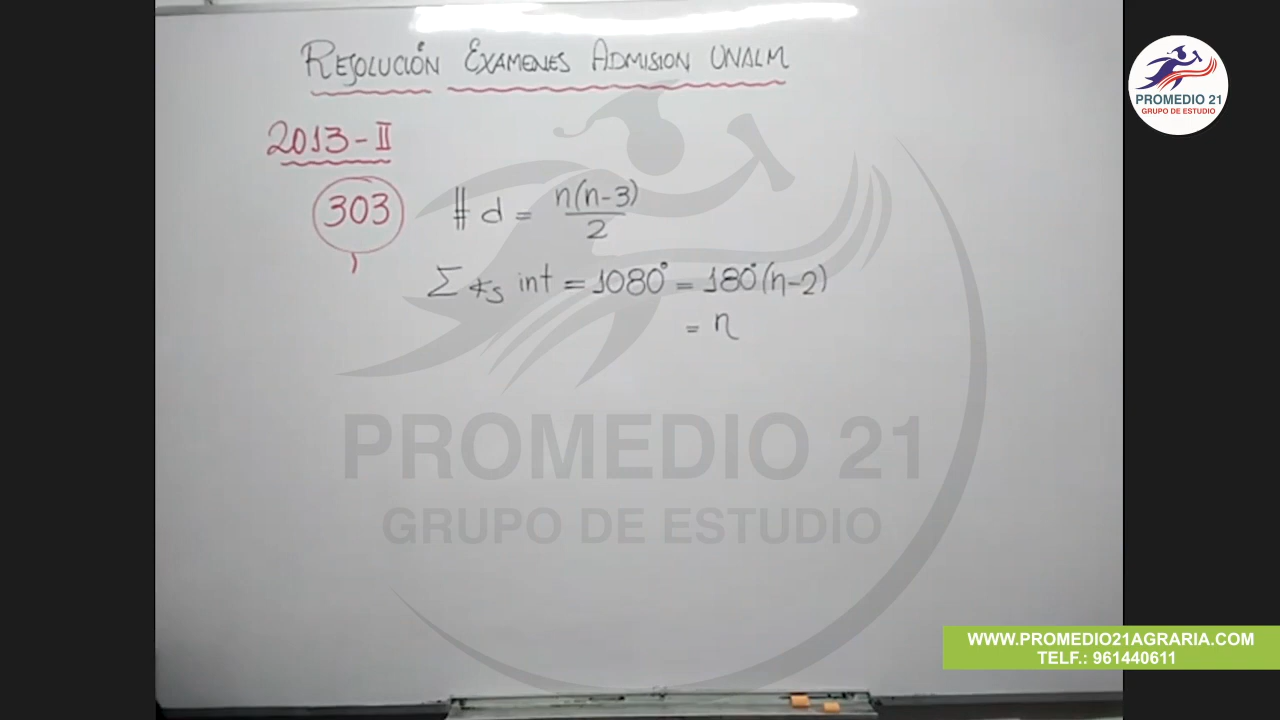 RESOLUCIÓN EXAMENES ADMISION UNALM
PROMEDIO 21
GRUPO DE ESTUDIO
2013-II
303
# d = n(n-3)/2
Σ ∡s int = 1080° = 180°(n-2)
= n
PROMEDIO 21
GRUPO DE ESTUDIO
WWW.PROMEDIO21AGRARIA.COM
TELF.: 961440611